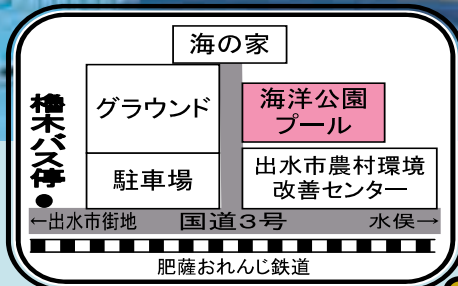 海の家
グラウンド
海洋公園
プール
櫓木バス停
駐車場
出水市農村環境
改善センター
←出水市街地
国道3号
水俣→
肥薩おれんじ鉄道